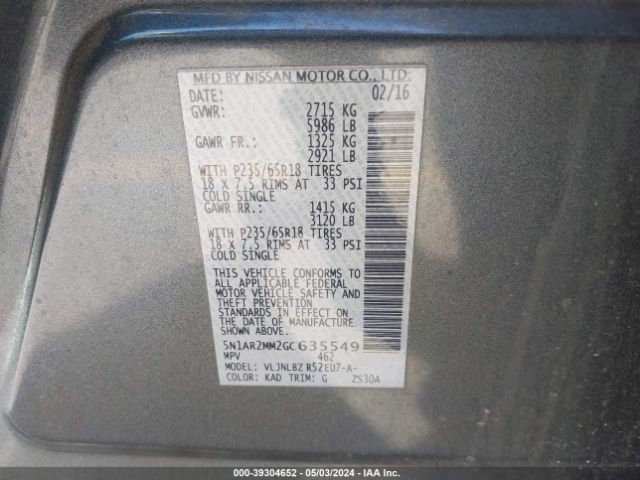 MFD BY NISSAN MOTOR CO., LTD.
DATE: 02/16
GVWR: 2715 KG
5986 LB
GAWR FR.: 1325 KG
2921 LB
WITH P235/65R18 TIRES
18 X 7.5 RIMS AT 33 PSI
COLD SINGLE
GAWR RR.: 1415 KG
3120 LB
WITH P235/65R18 TIRES
18 X 7.5 RIMS AT 33 PSI
COLD SINGLE
THIS VEHICLE CONFORMS TO
ALL APPLICABLE FEDERAL
MOTOR VEHICLE SAFETY AND
THEFT PREVENTION
STANDARDS IN EFFECT ON
THE DATE OF MANUFACTURE
SHOWN ABOVE.
5N1AR2MM2GC635549
MPV 462
MODEL: VLJNLBZ R52EU7-A-
COLOR: KAD TRIM: G ZS30A
000-39304652 - 05/03/2024 - IAA Inc.